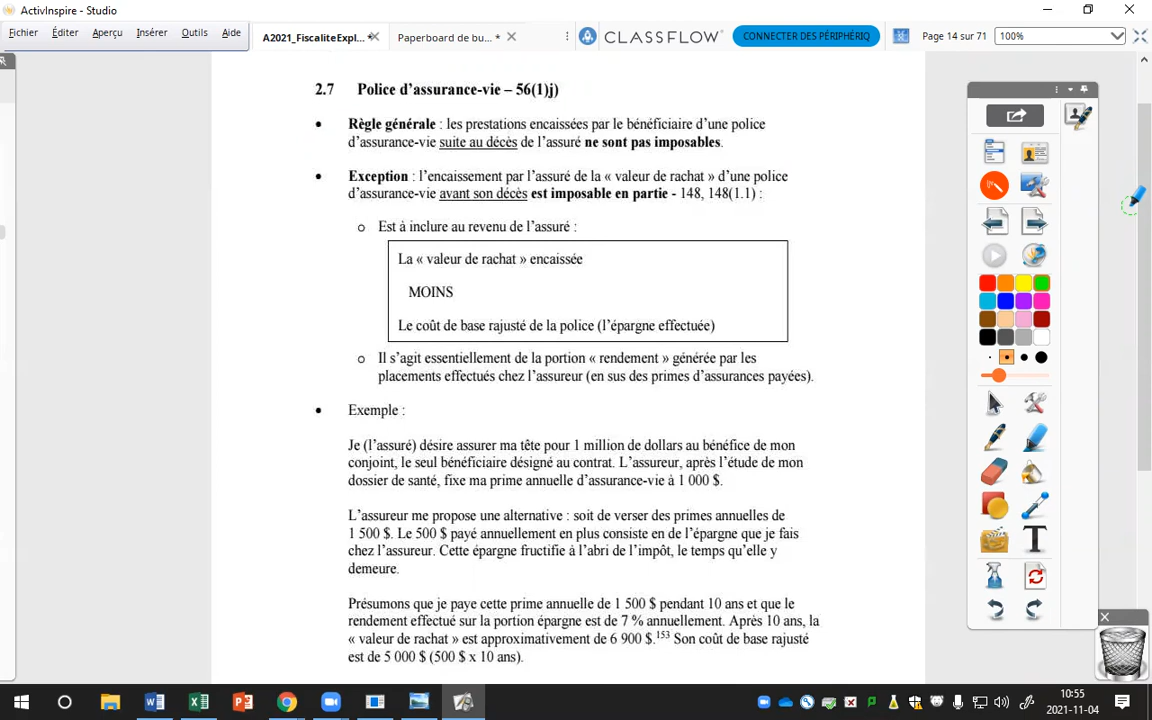 ActivInspire - Studio
Fichier Éditer Aperçu Insérer Outils Aide
A2021_FiscaliteExpl... Paperboard de bu... *
CLASSFLOW
CONNECTER DES PÉRIPHÉRIQ
Page 14 sur 71
100%
2.7 Police d'assurance-vie – 56(1)j)
• Règle générale : les prestations encaissées par le bénéficiaire d'une police
d'assurance-vie suite au décès de l'assuré ne sont pas imposables.
• Exception : l'encaissement par l'assuré de la « valeur de rachat » d'une police
d'assurance-vie avant son décès est imposable en partie - 148, 148(1.1) :
o Est à inclure au revenu de l'assuré :
La « valeur de rachat » encaissée
MOINS
Le coût de base rajusté de la police (l'épargne effectuée)
o Il s'agit essentiellement de la portion « rendement » générée par les
placements effectués chez l'assureur (en sus des primes d'assurances payées).
• Exemple :
Je (l'assuré) désire assurer ma tête pour 1 million de dollars au bénéfice de mon
conjoint, le seul bénéficiaire désigné au contrat. L'assureur, après l'étude de mon
dossier de santé, fixe ma prime annuelle d'assurance-vie à 1 000 $.
L'assureur me propose une alternative : soit de verser des primes annuelles de
1 500 $. Le 500 $ payé annuellement en plus consiste en de l'épargne que je fais
chez l'assureur. Cette épargne fructifie à l'abri de l'impôt, le temps qu'elle y
demeure.
Présumons que je paye cette prime annuelle de 1 500 $ pendant 10 ans et que le
rendement effectué sur la portion épargne est de 7 % annuellement. Après 10 ans, la
« valeur de rachat » est approximativement de 6 900 $.153 Son coût de base rajusté
est de 5 000 $ (500 $ x 10 ans).
10:55
2021-11-04